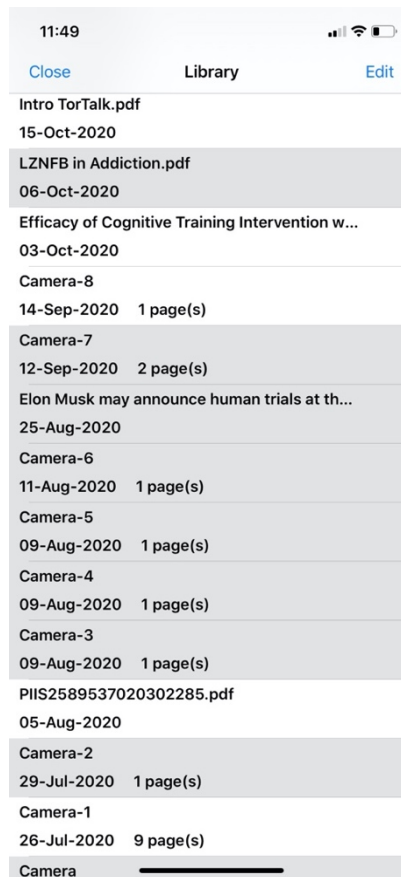 11:49
Close Library Edit
Intro TorTalk.pdf
15-Oct-2020
LZNFB in Addiction.pdf
06-Oct-2020
Efficacy of Cognitive Training Intervention w...
03-Oct-2020
Camera-8
14-Sep-2020 1 page(s)
Camera-7
12-Sep-2020 2 page(s)
Elon Musk may announce human trials at th...
25-Aug-2020
Camera-6
11-Aug-2020 1 page(s)
Camera-5
09-Aug-2020 1 page(s)
Camera-4
09-Aug-2020 1 page(s)
Camera-3
09-Aug-2020 1 page(s)
PIIS2589537020302285.pdf
05-Aug-2020
Camera-2
29-Jul-2020 1 page(s)
Camera-1
26-Jul-2020 9 page(s)
Camera